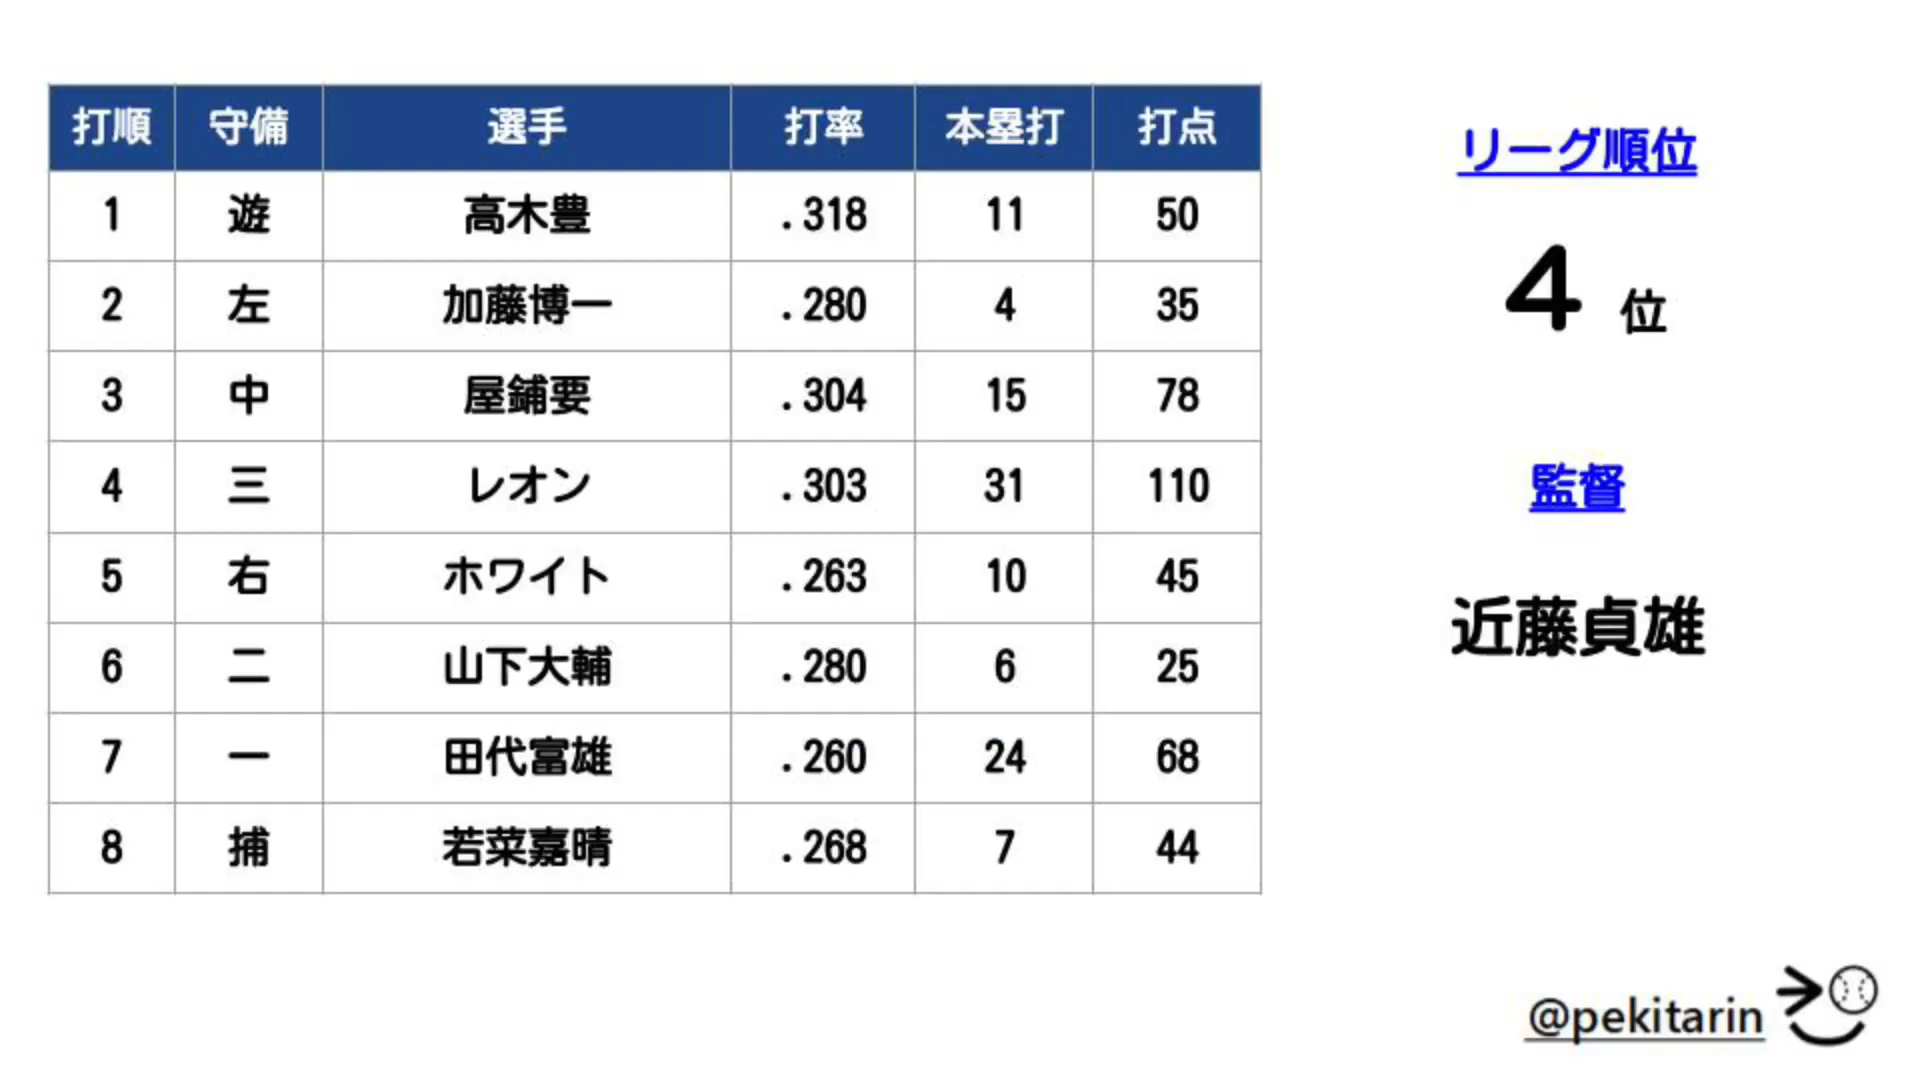 打順 守備 選手 打率 本塁打 打点
1 遊 高木豊 .318 11 50
2 左 加藤博一 .280 4 35
3 中 屋鋪要 .304 15 78
4 三 レオン .303 31 110
5 右 ホワイト .263 10 45
6 二 山下大輔 .280 6 25
7 一 田代富雄 .260 24 68
8 捕 若菜嘉晴 .268 7 44
リーグ順位
4 位
監督
近藤貞雄
@pekitarin